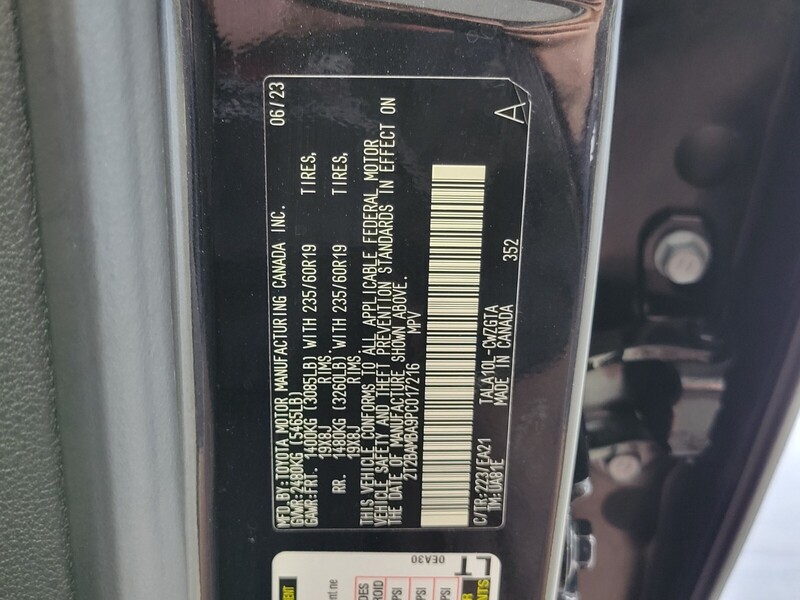 MFD.BY:TOYOTA MOTOR MANUFACTURING CANADA INC. 06/23
GVWR:2480KG (5465LB)
GAWR:FRT. 1400KG (3085LB) WITH 235/60R19 TIRES,
19X8J RIMS.
RR. 1480KG (3260LB) WITH 235/60R19 TIRES,
19X8J RIMS.
THIS VEHICLE CONFORMS TO ALL APPLICABLE FEDERAL MOTOR
VEHICLE SAFETY AND THEFT PREVENTION STANDARDS IN EFFECT ON
THE DATE OF MANUFACTURE SHOWN ABOVE.
2T2BAMBA9PC017216 MPV
C/TR:223/EA21 TALA10L-CWZGTA
TM:UAB1E MADE IN CANADA 352
A
0EA30
LT